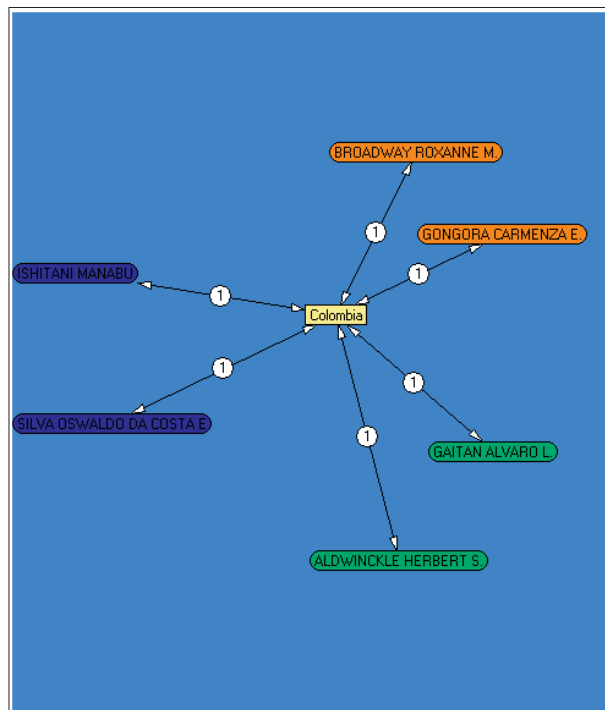 BROADWAY ROXANNE M.
1
GONGORA CARMENZA E.
1
ISHITANI MANABU
1
Colombia
1
1
SILVA OSWALDO DA COSTA E
1
GAITAN ALVARO L.
ALDWINCKLE HERBERT S.